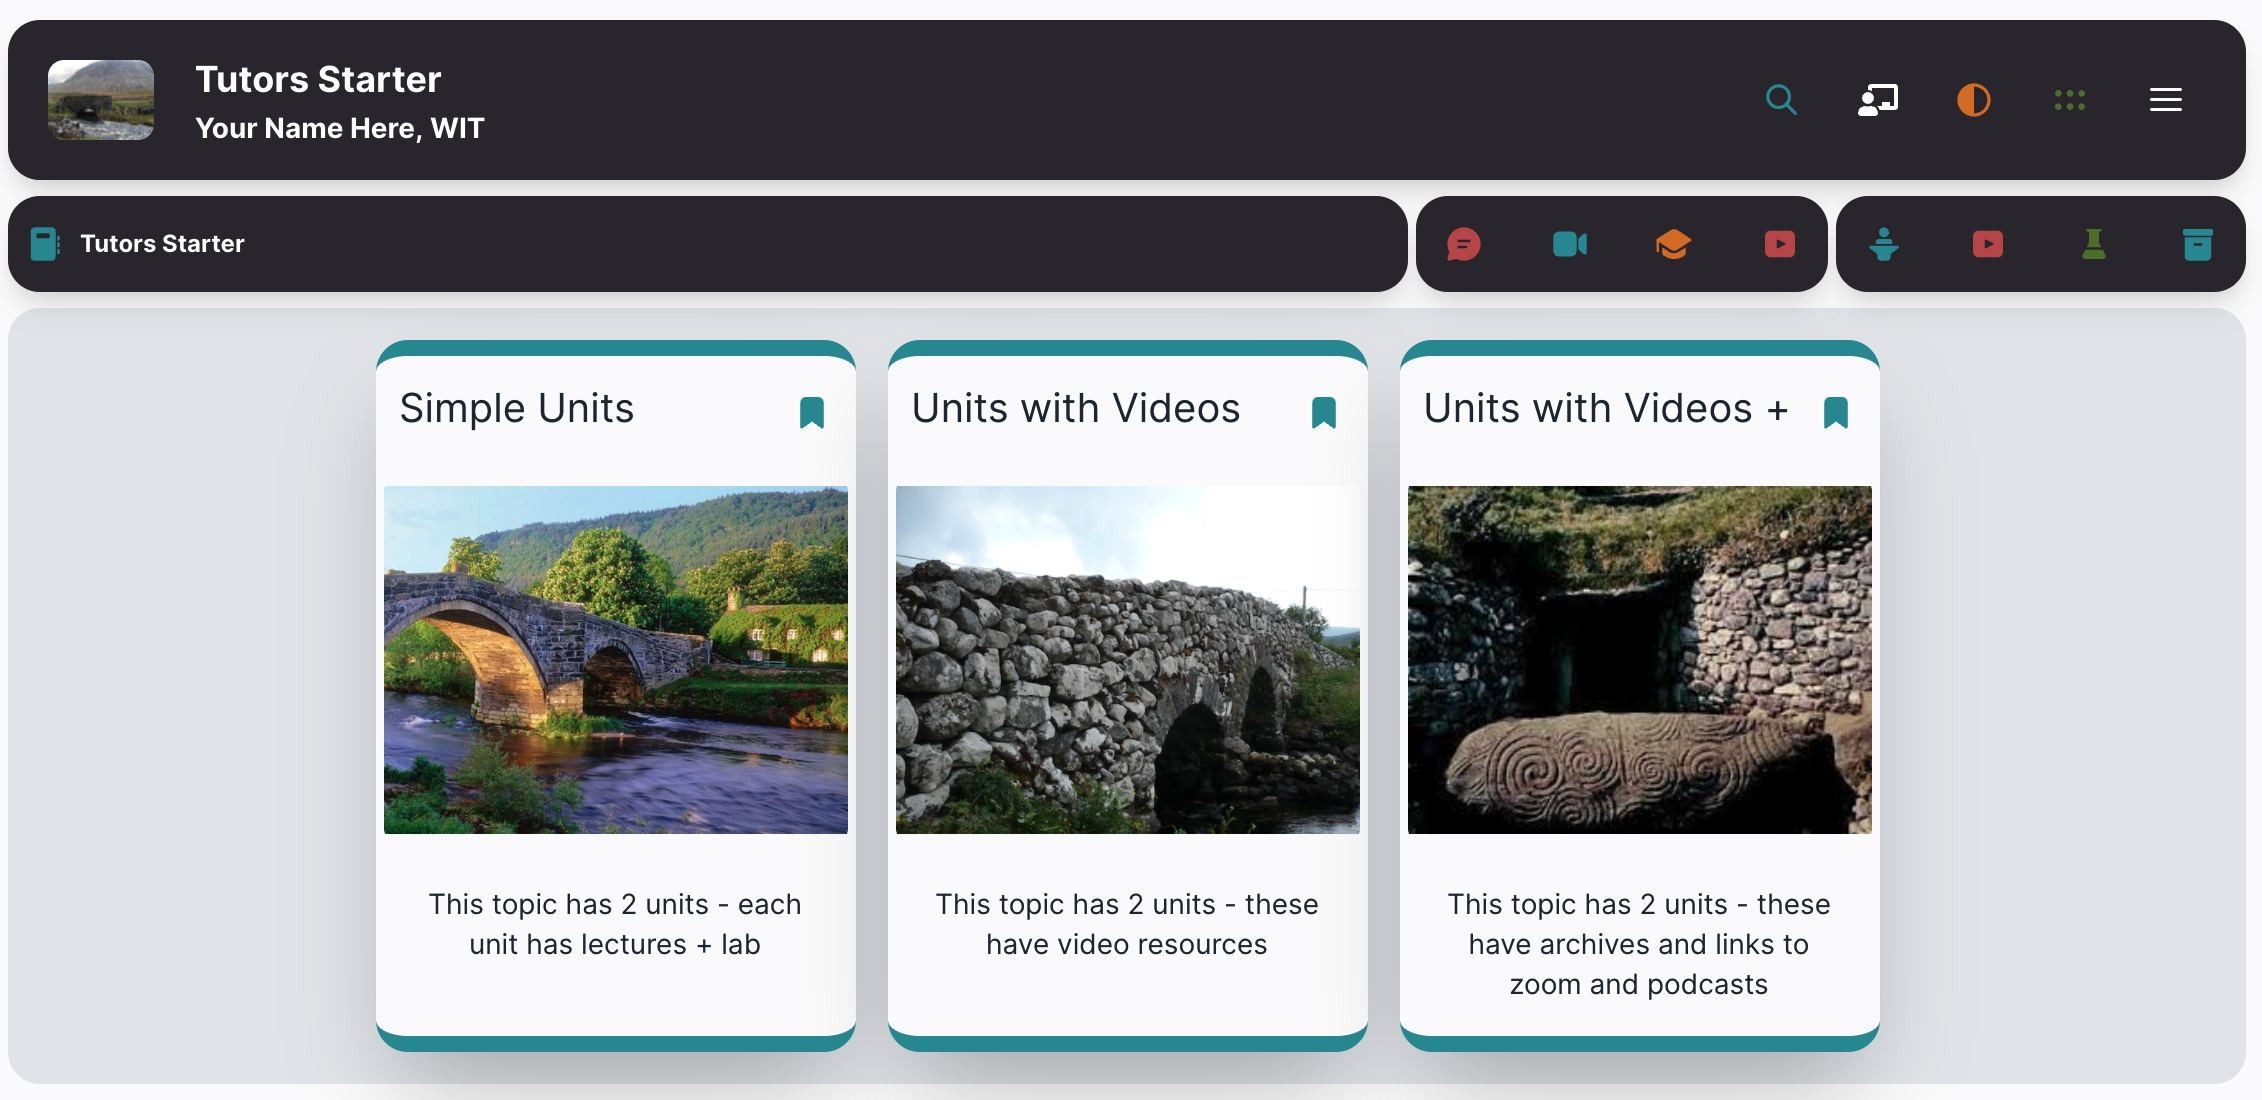 Tutors Starter
Your Name Here, WIT
Tutors Starter
Simple Units
This topic has 2 units - each
unit has lectures + lab
Units with Videos
This topic has 2 units - these
have video resources
Units with Videos +
This topic has 2 units - these
have archives and links to
zoom and podcasts